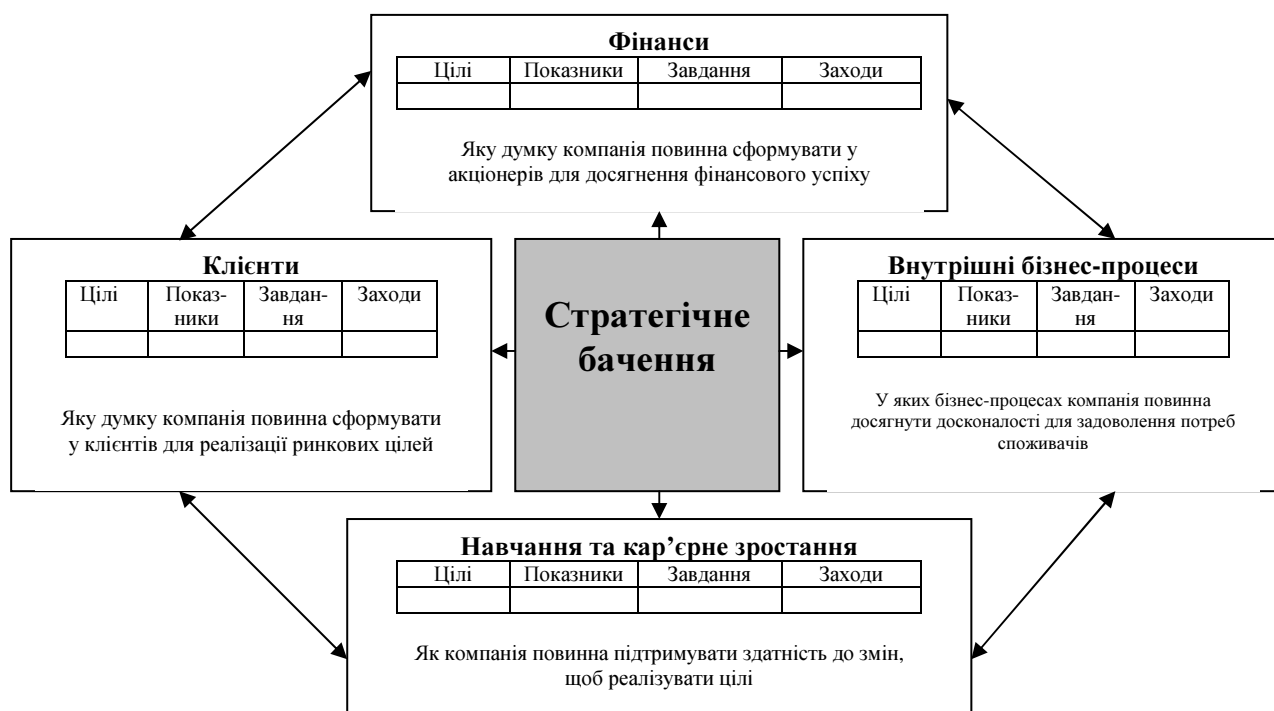 Фінанси
Цілі Показники Завдання Заходи
Яку думку компанія повинна сформувати у
акціонерів для досягнення фінансового успіху
Клієнти
Цілі Показ- Завдан- Заходи
ники ня
Яку думку компанія повинна сформувати
у клієнтів для реалізації ринкових цілей
Стратегічне
бачення
Внутрішні бізнес-процеси
Цілі Показ- Завдан- Заходи
ники ня
У яких бізнес-процесах компанія повинна
досягнути досконалості для задоволення потреб
споживачів
Навчання та кар’єрне зростання
Цілі Показники Завдання Заходи
Як компанія повинна підтримувати здатність до змін,
щоб реалізувати цілі